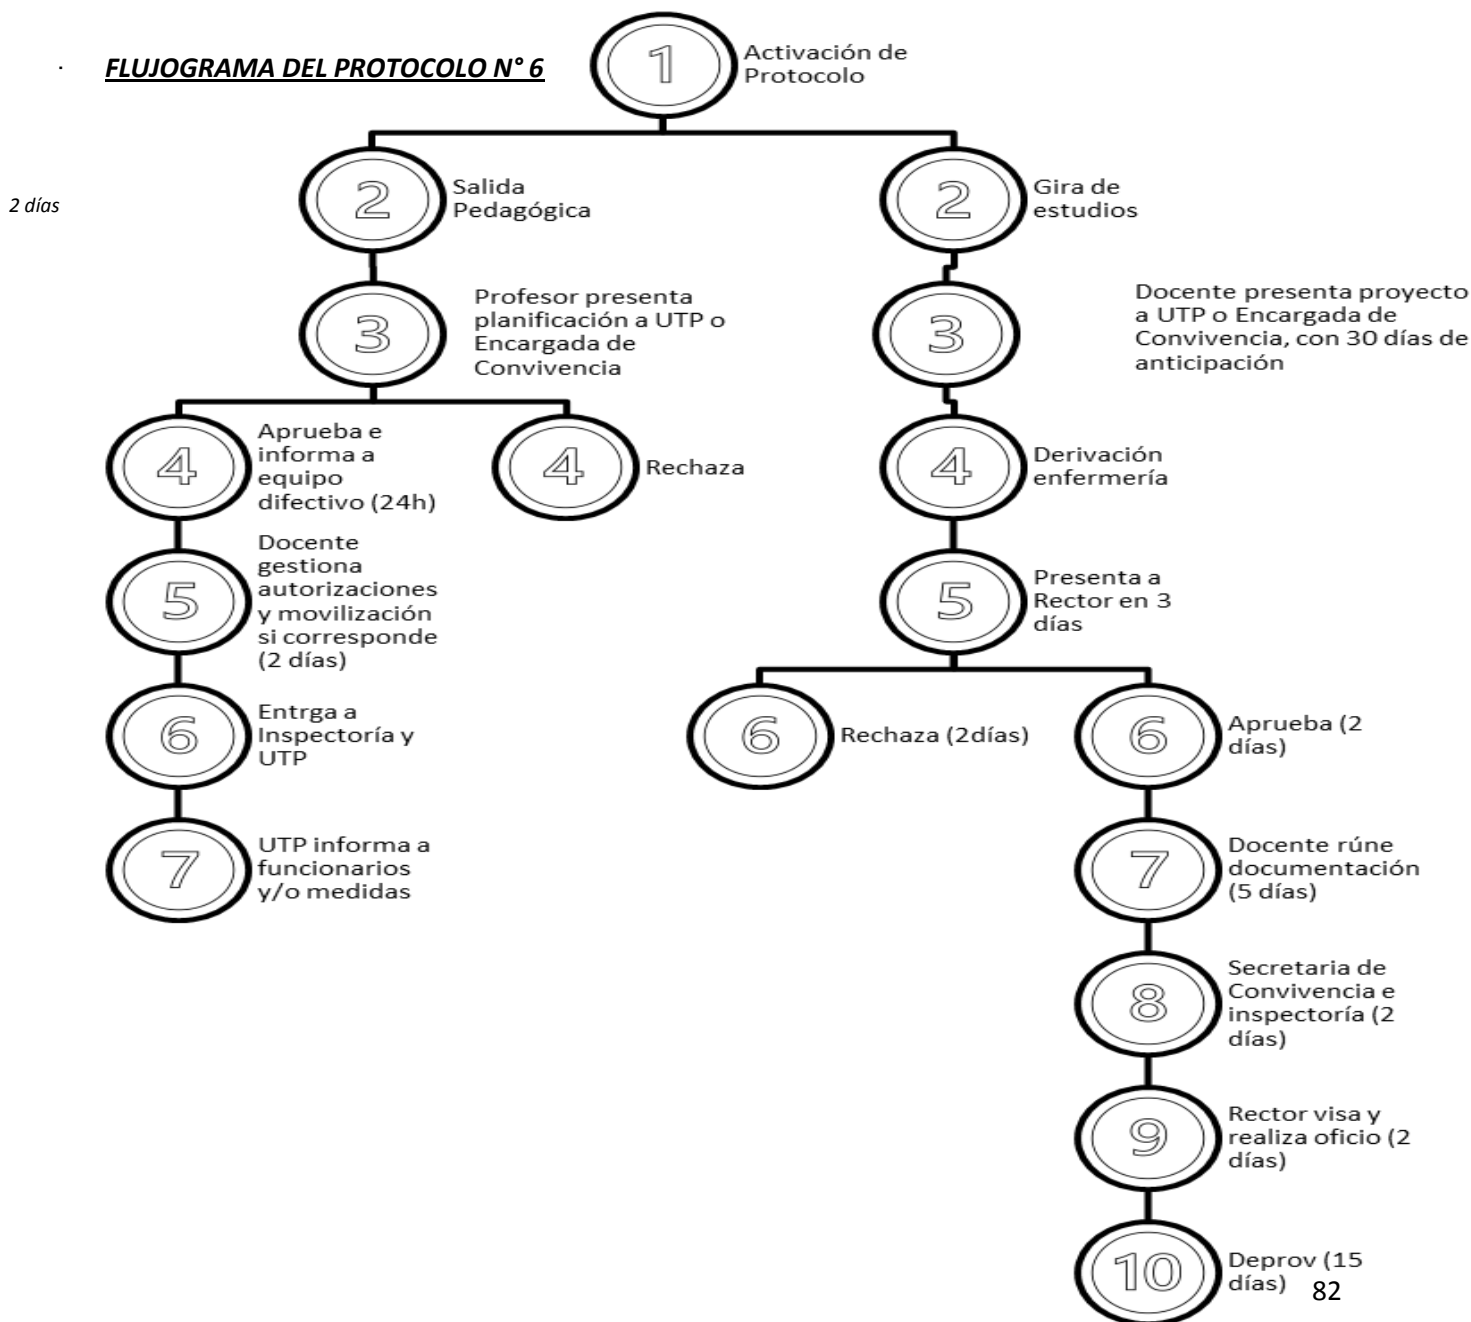 · FLUJOGRAMA DEL PROTOCOLO N° 6
1
Activación de
Protocolo
2 días
2
Salida
Pedagógica
2
Gira de
estudios
3
Profesor presenta
planificación a UTP o
Encargada de
Convivencia
3
Docente presenta proyecto
a UTP o Encargada de
Convivencia, con 30 días de
anticipación
4
Aprueba e
informa a
equipo
difectivo (24h)
4
Rechaza
4
Derivación
enfermería
5
Docente
gestiona
autorizaciones
y movilización
si corresponde
(2 días)
5
Presenta a
Rector en 3
días
6
Entrga a
Inspectoría y
UTP
6
Rechaza (2días)
6
Aprueba (2
días)
7
UTP informa a
funcionarios
y/o medidas
7
Docente rúne
documentación
(5 días)
8
Secretaria de
Convivencia e
inspectoría (2
días)
9
Rector visa y
realiza oficio (2
días)
10
Deprov (15
días)
82